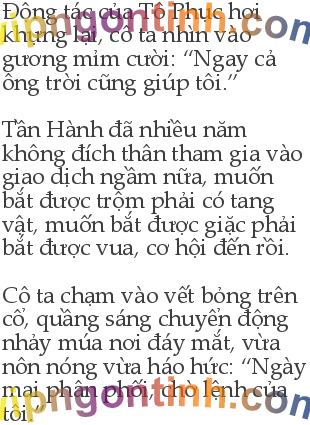 Động tác của Tô Phục hơi
khựng lại, cô ta nhìn vào
gương mỉm cười: “Ngay cả
ông trời cũng giúp tôi.”
Tần Hành đã nhiều năm
không đích thân tham gia vào
giao dịch ngầm nữa, muốn
bắt được trộm phải có tang
vật, muốn bắt được giặc phải
bắt được vua, cơ hội đến rồi.
Cô ta chạm vào vết bỏng trên
cổ, quầng sáng chuyển động
nhảy múa nơi đáy mắt, vừa
nôn nóng vừa háo hức: “Ngày
mai phân phối, cho lệnh của
tôi,
vipngontinh.com
vipngontinh.com